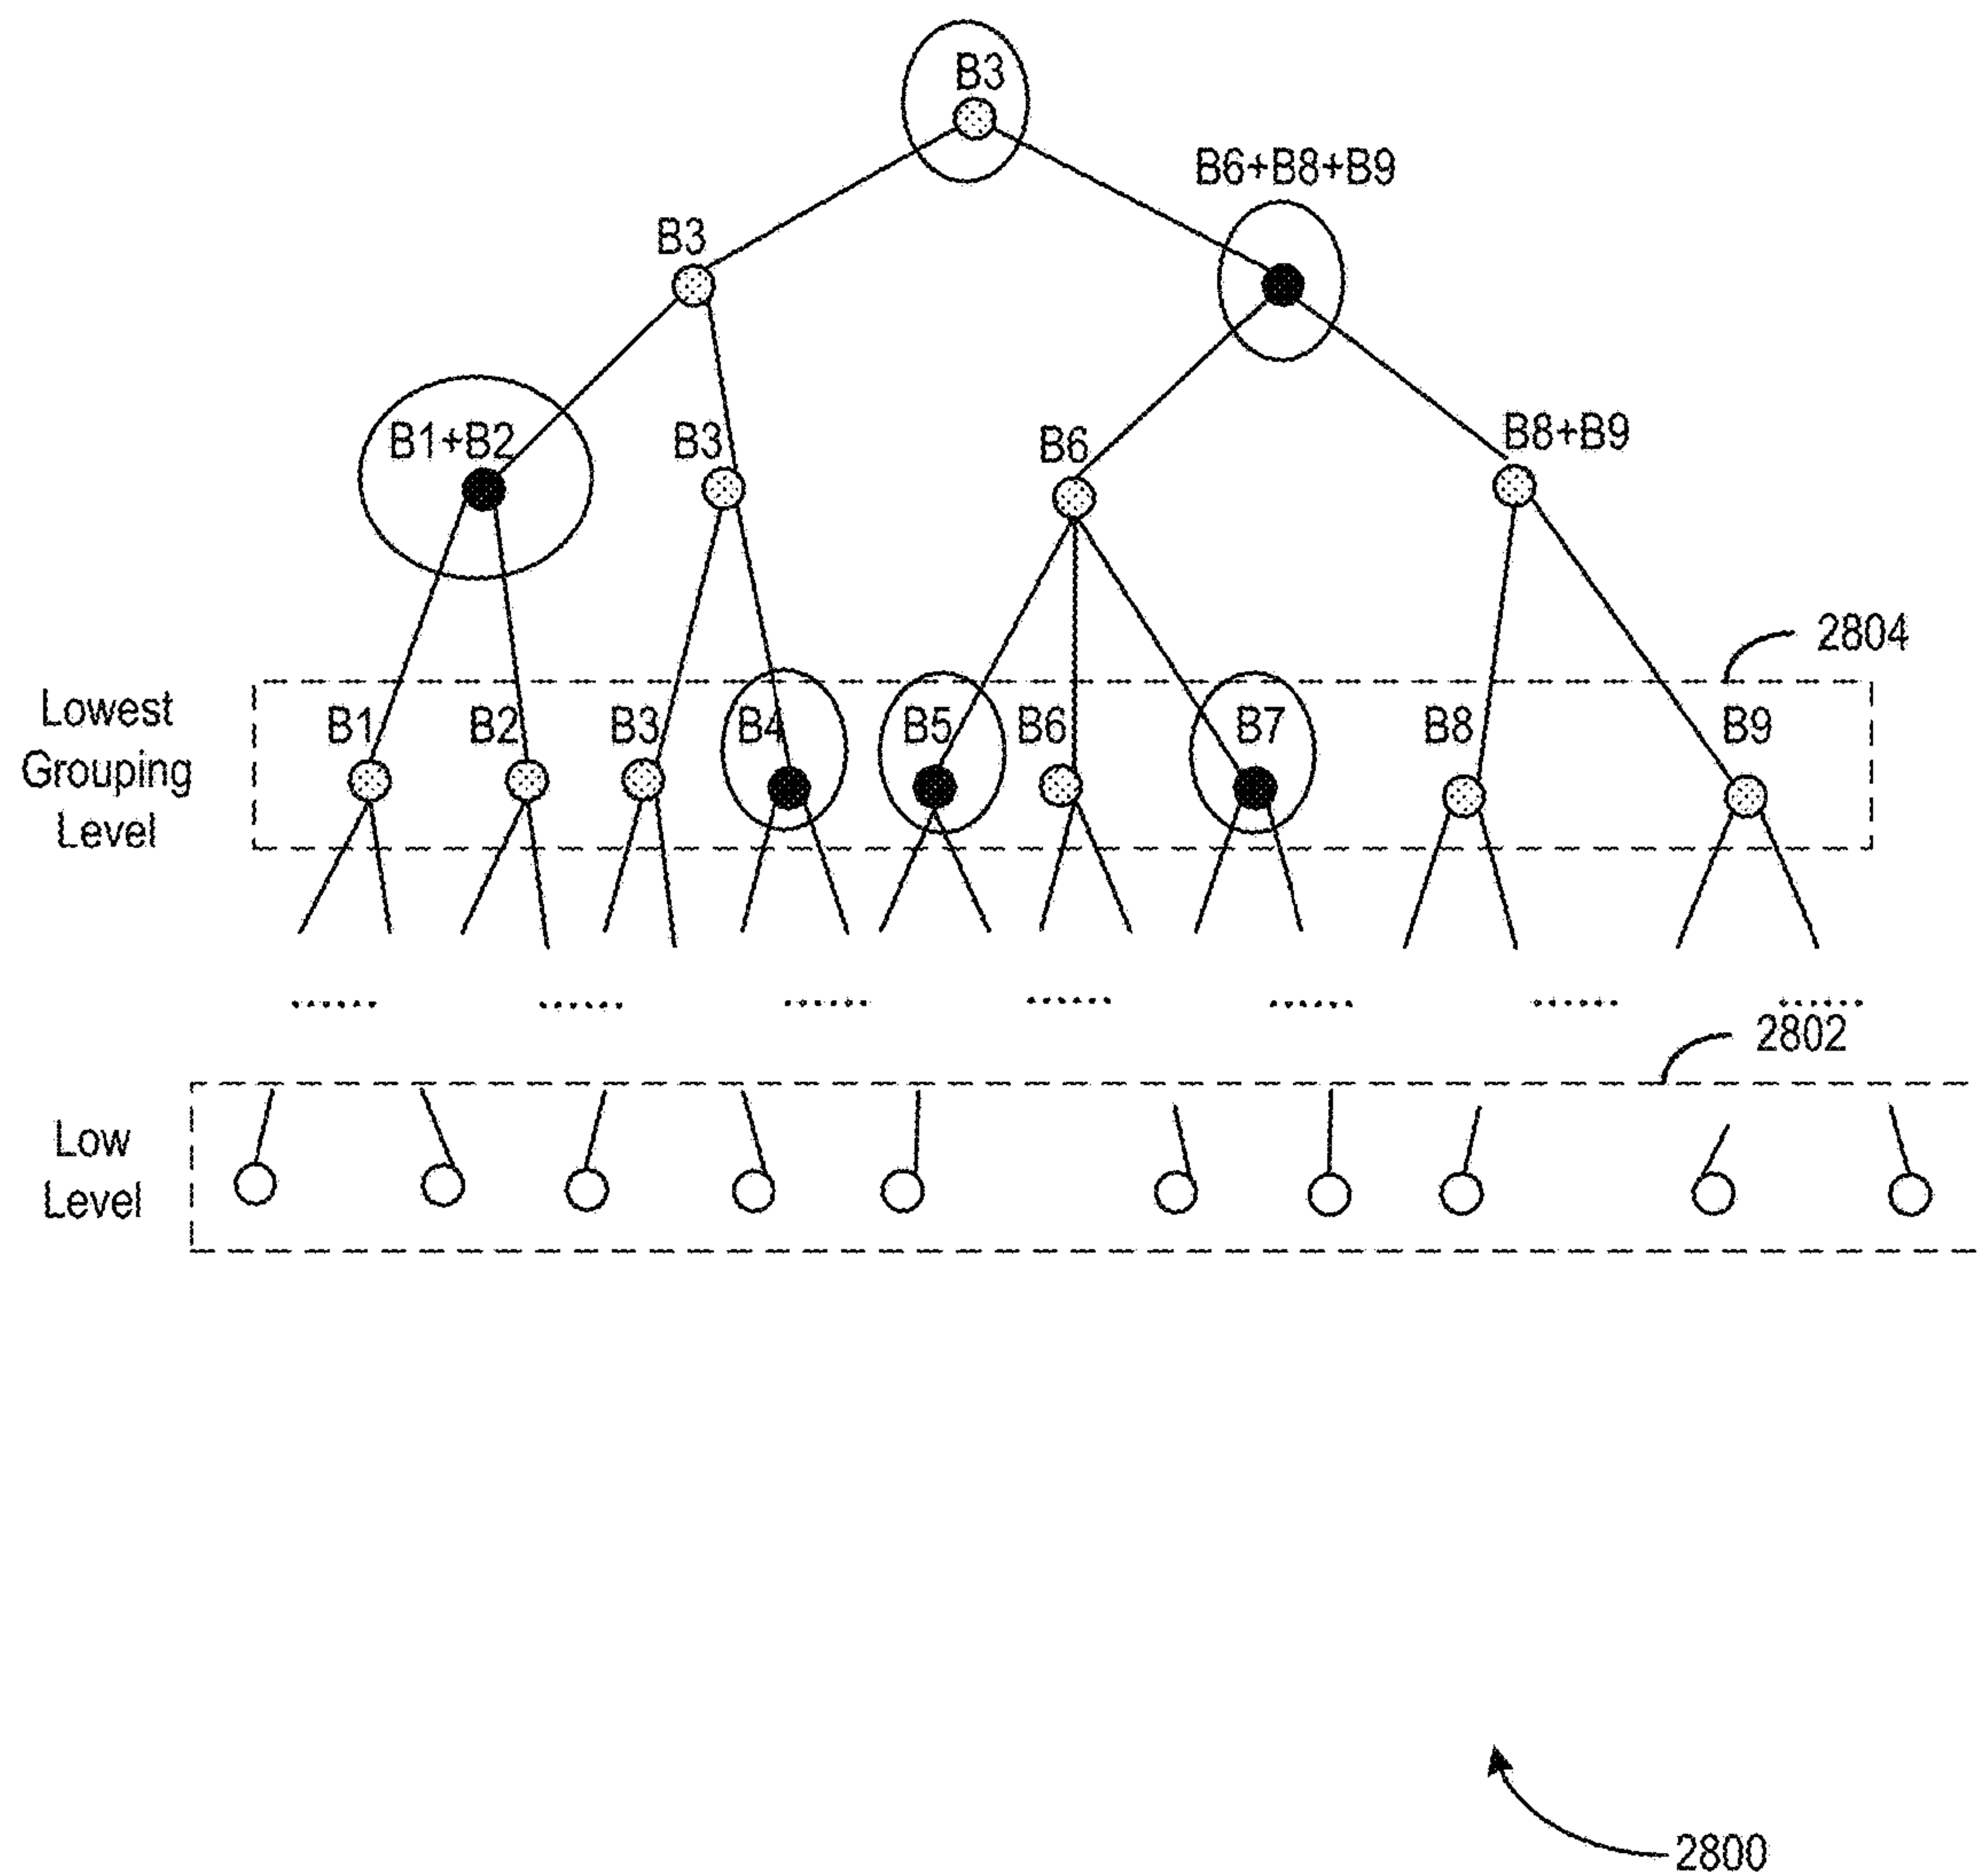 B3
B6+B8+B9
B3
B1+B2
B3
B6
B8+B9
2804
Lowest
Grouping
Level
B1
B2
B3
B4
B5
B6
B7
B8
B9
2802
Low
Level
2800